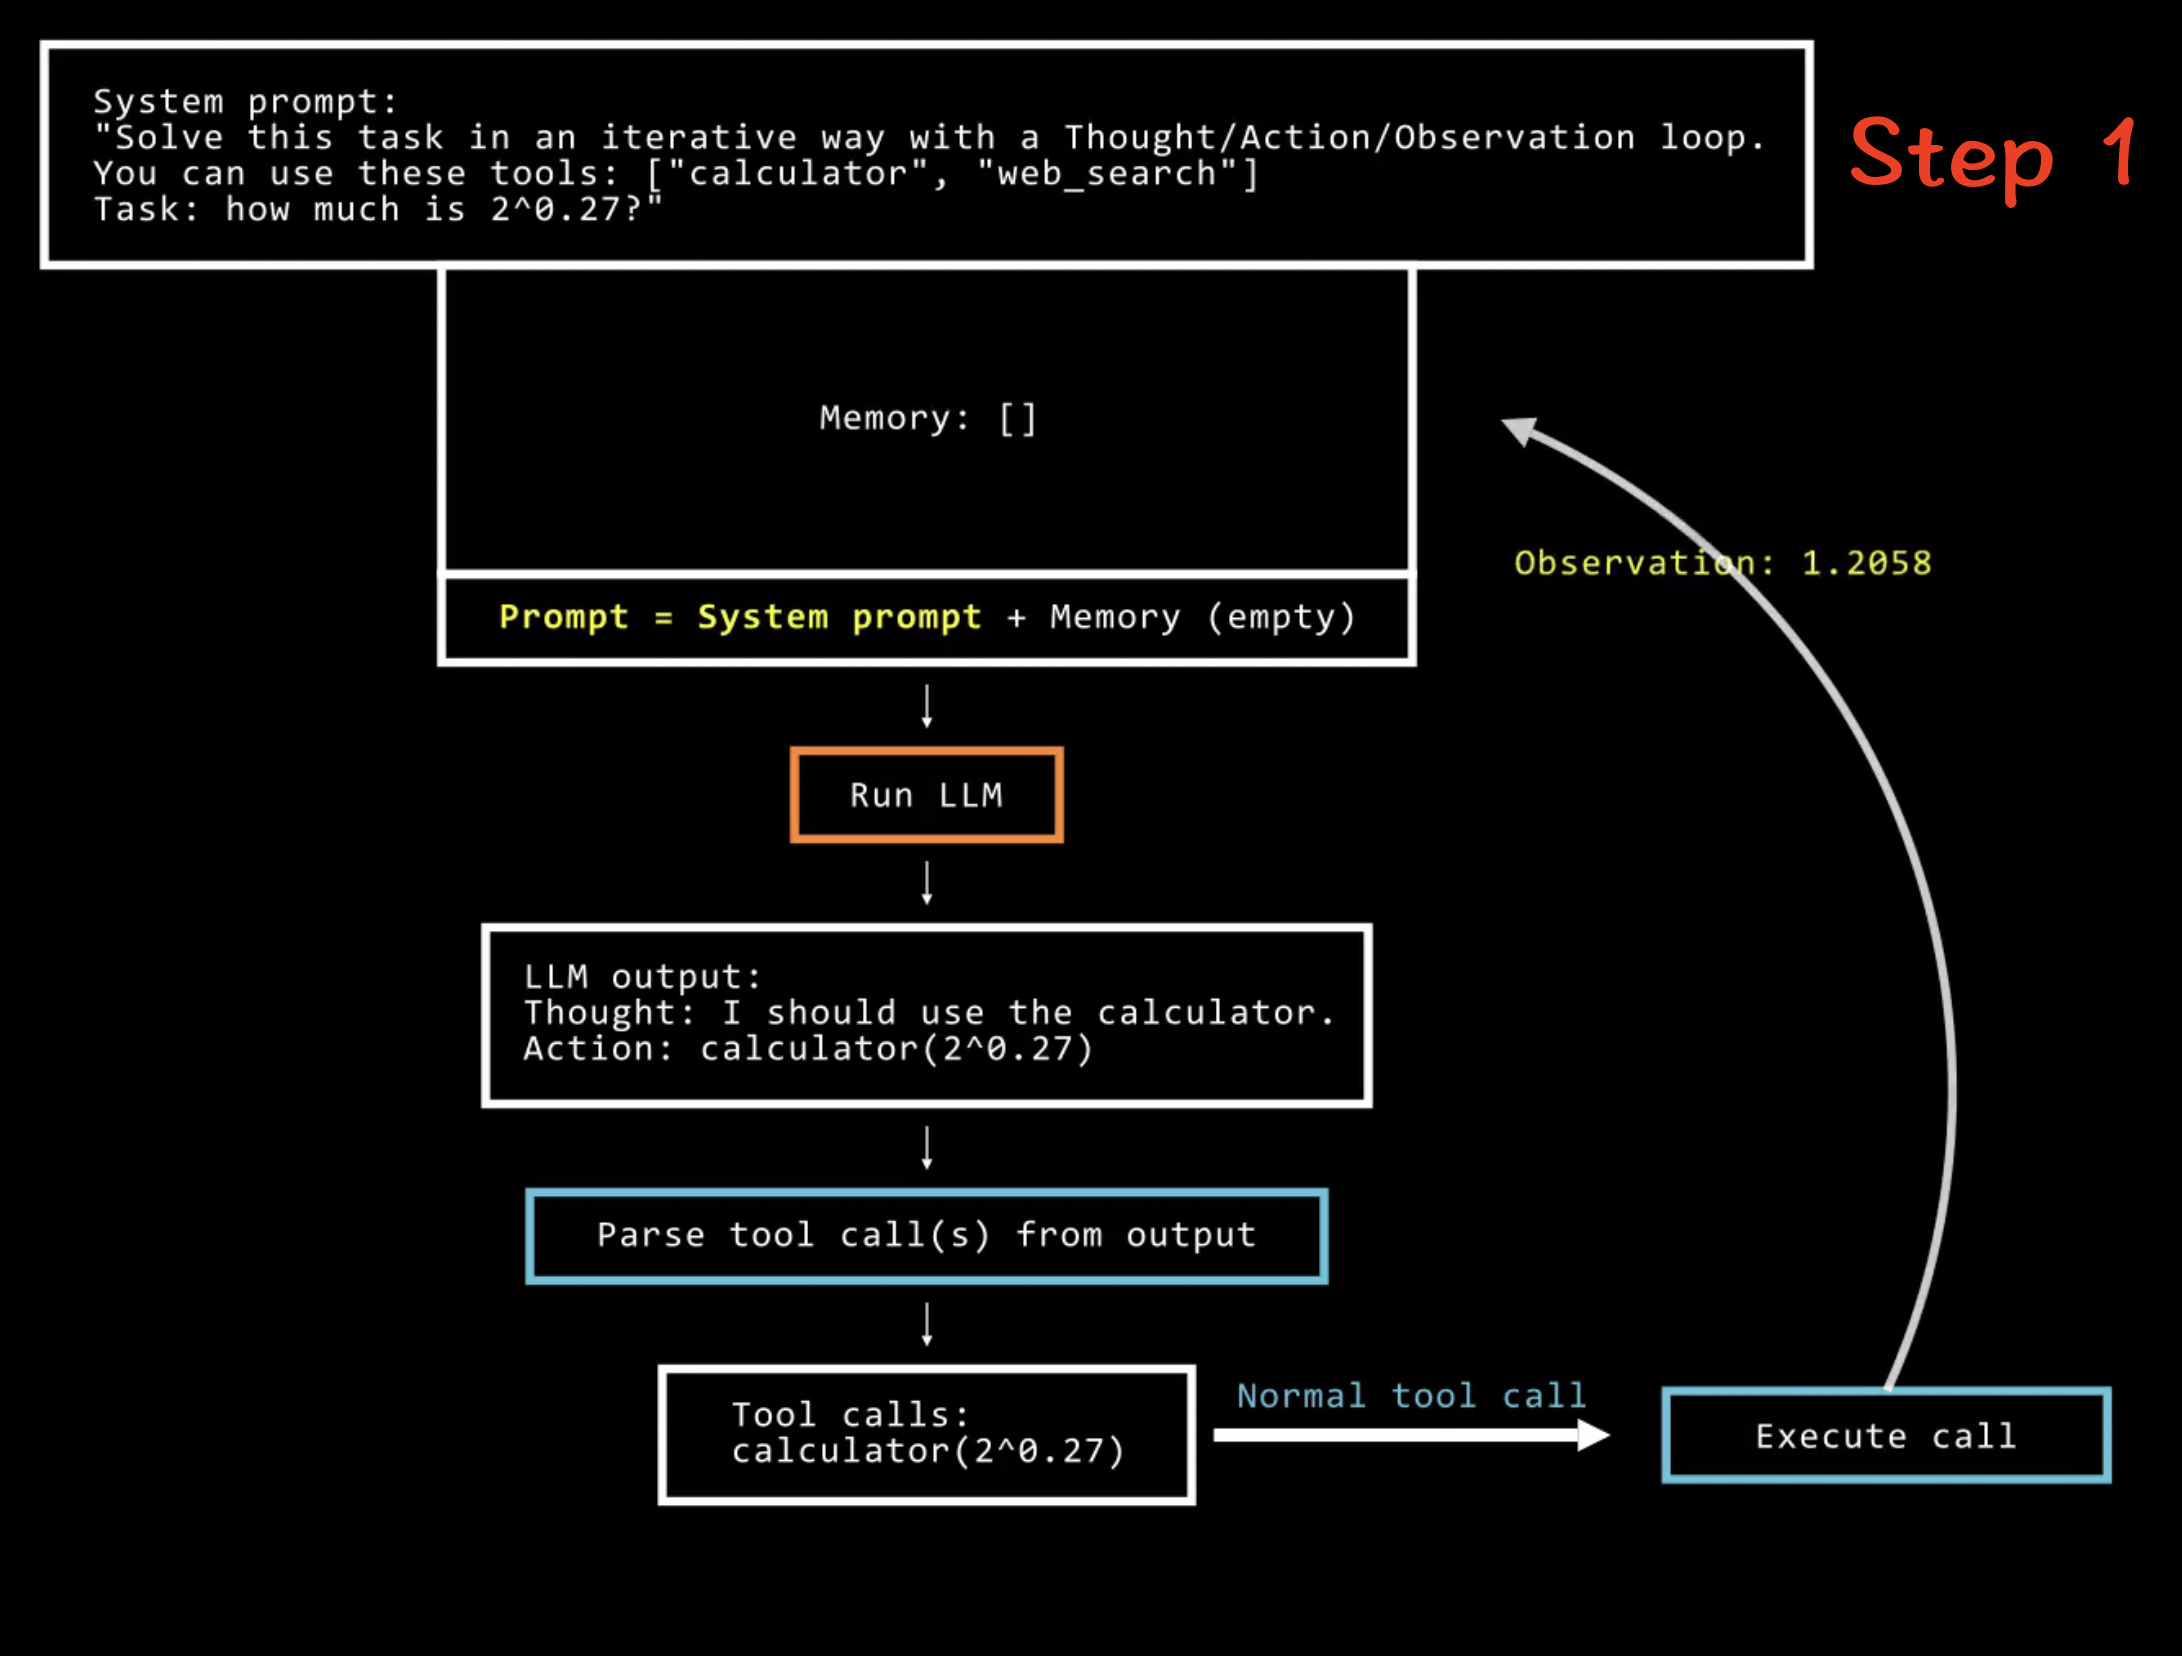 System prompt:
"Solve this task in an iterative way with a Thought/Action/Observation loop.
You can use these tools: ["calculator", "web_search"]
Task: how much is 2^0.27?"
Step 1
Memory: []
Observation: 1.2058
Prompt = System prompt + Memory (empty)
Run LLM
LLM output:
Thought: I should use the calculator.
Action: calculator(2^0.27)
Parse tool call(s) from output
Tool calls:
calculator(2^0.27)
Normal tool call
Execute call